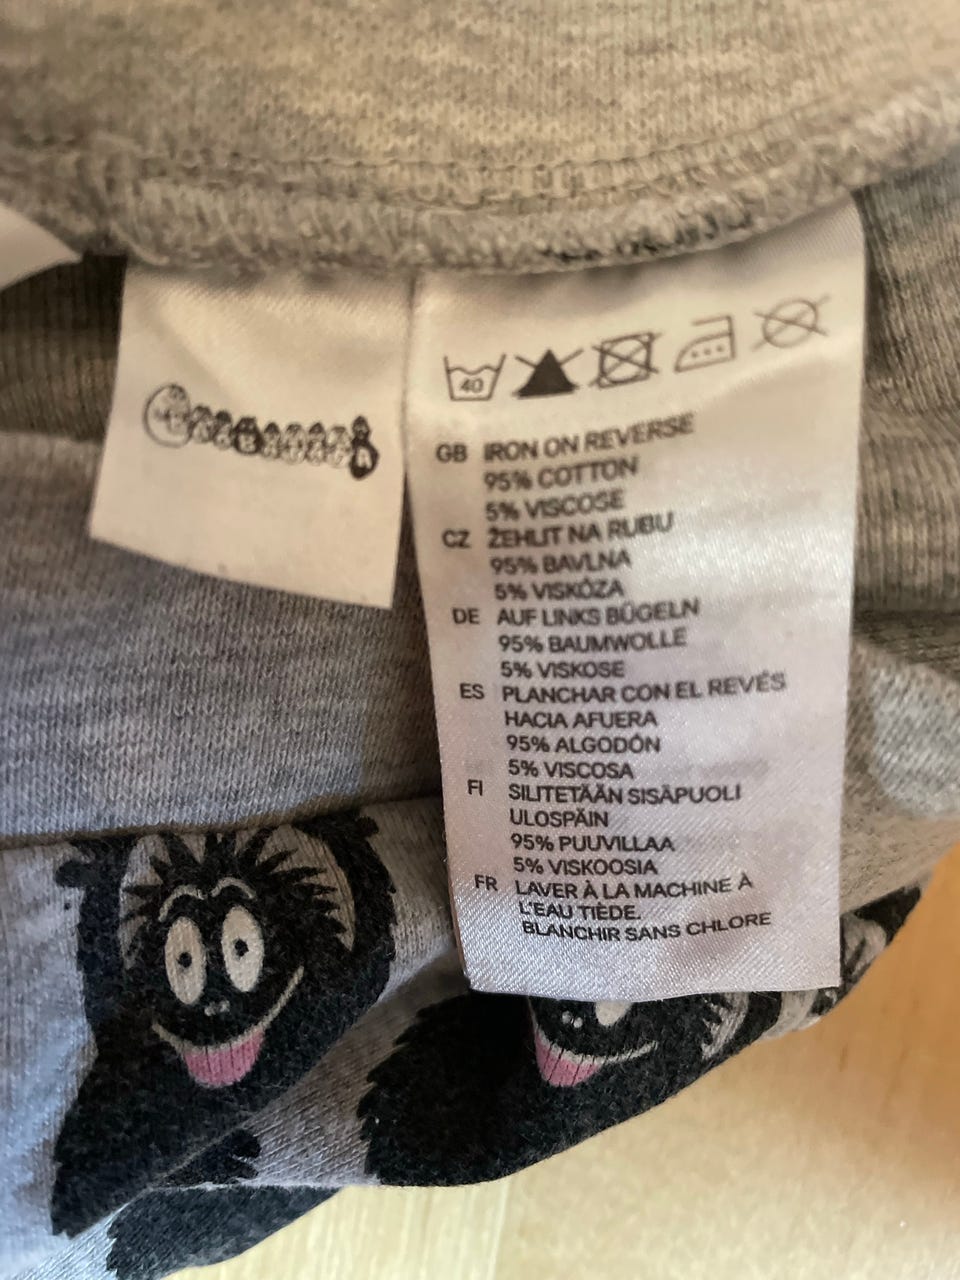 40
GB IRON ON REVERSE
95% COTTON
5% VISCOSE
CZ ŽEHLIT NA RUBU
95% BAVLNA
5% VISKÓZA
DE AUF LINKS BÜGELN
95% BAUMWOLLE
5% VISKOSE
ES PLANCHAR CON EL REVÉS
HACIA AFUERA
95% ALGODÓN
5% VISCOSA
FI SILITETÄÄN SISÄPUOLI
ULOSPÄIN
95% PUUVILLAA
5% VISKOOSIA
FR LAVER À LA MACHINE À
L'EAU TIÈDE.
BLANCHIR SANS CHLORE